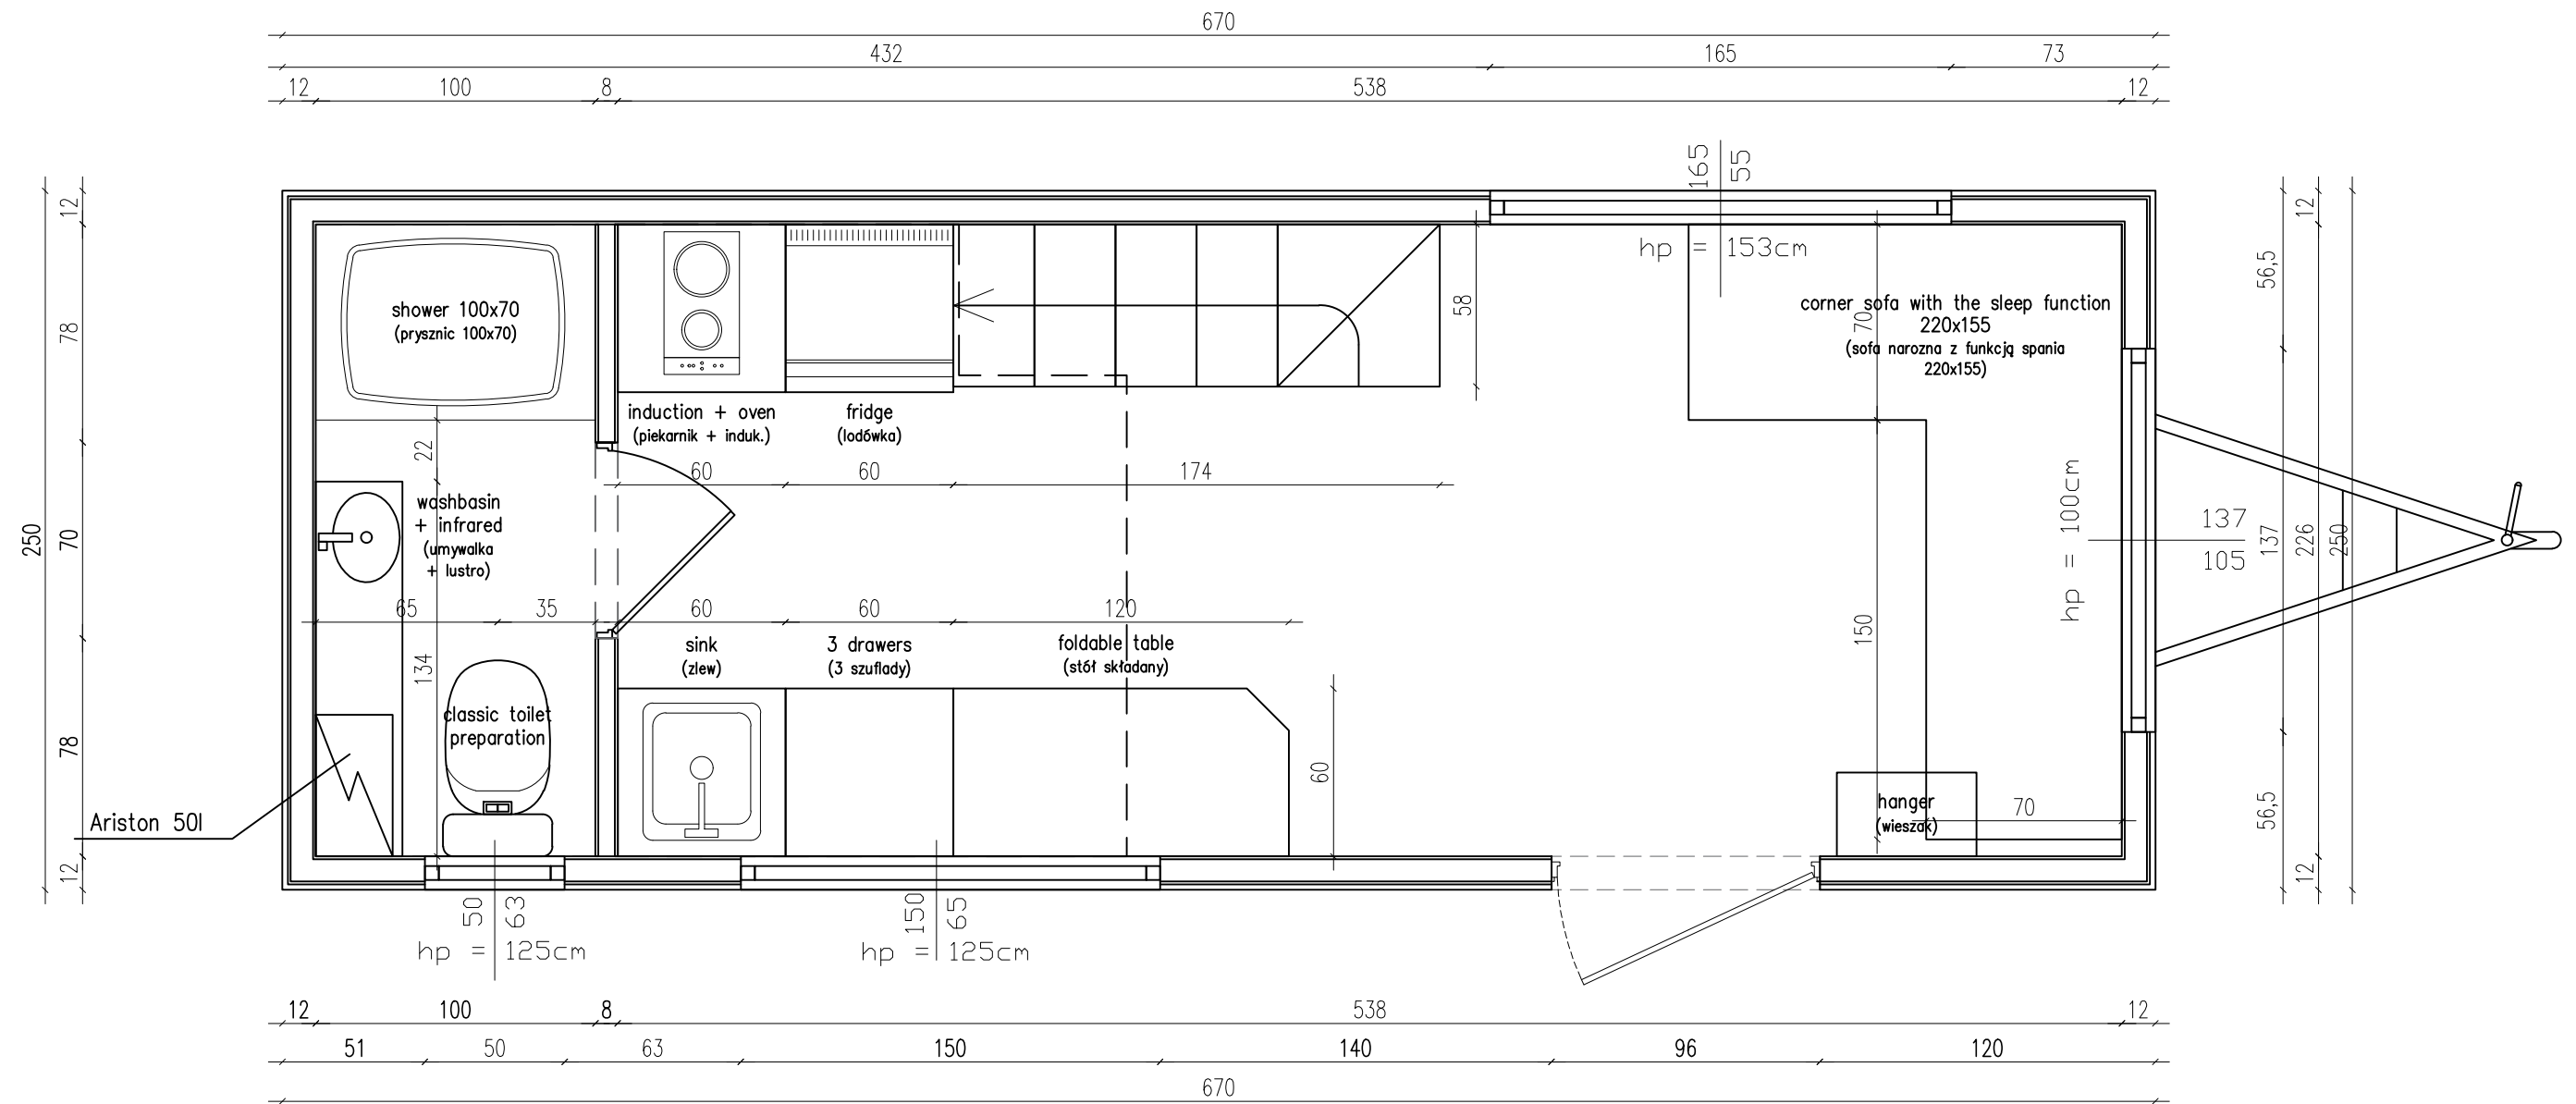 670
432 165 73
12 100 8 538 12
165
55
hp = 153cm
12
78
70
78
12
250
shower 100x70
(prysznic 100x70)
58
70
corner sofa with the sleep function
220x155
(sofa narozna z funkcją spania
220x155)
induction + oven
(piekarnik + induk.)
fridge
(lodówka)
22
60 60 174
washbasin
+ infrared
(umywalka
+ lustro)
65 35 60 60 120
134
sink
(zlew)
3 drawers
(3 szuflady)
foldable table
(stół składany)
150
hp = 100cm
137
105
12
56,5
137
226
250
56,5
12
classic toilet
preparation
60
hanger
(wieszak)
70
Ariston 50l
50
63
hp = 125cm
150
65
hp = 125cm
12 100 8 538 12
51 50 63 150 140 96 120
670